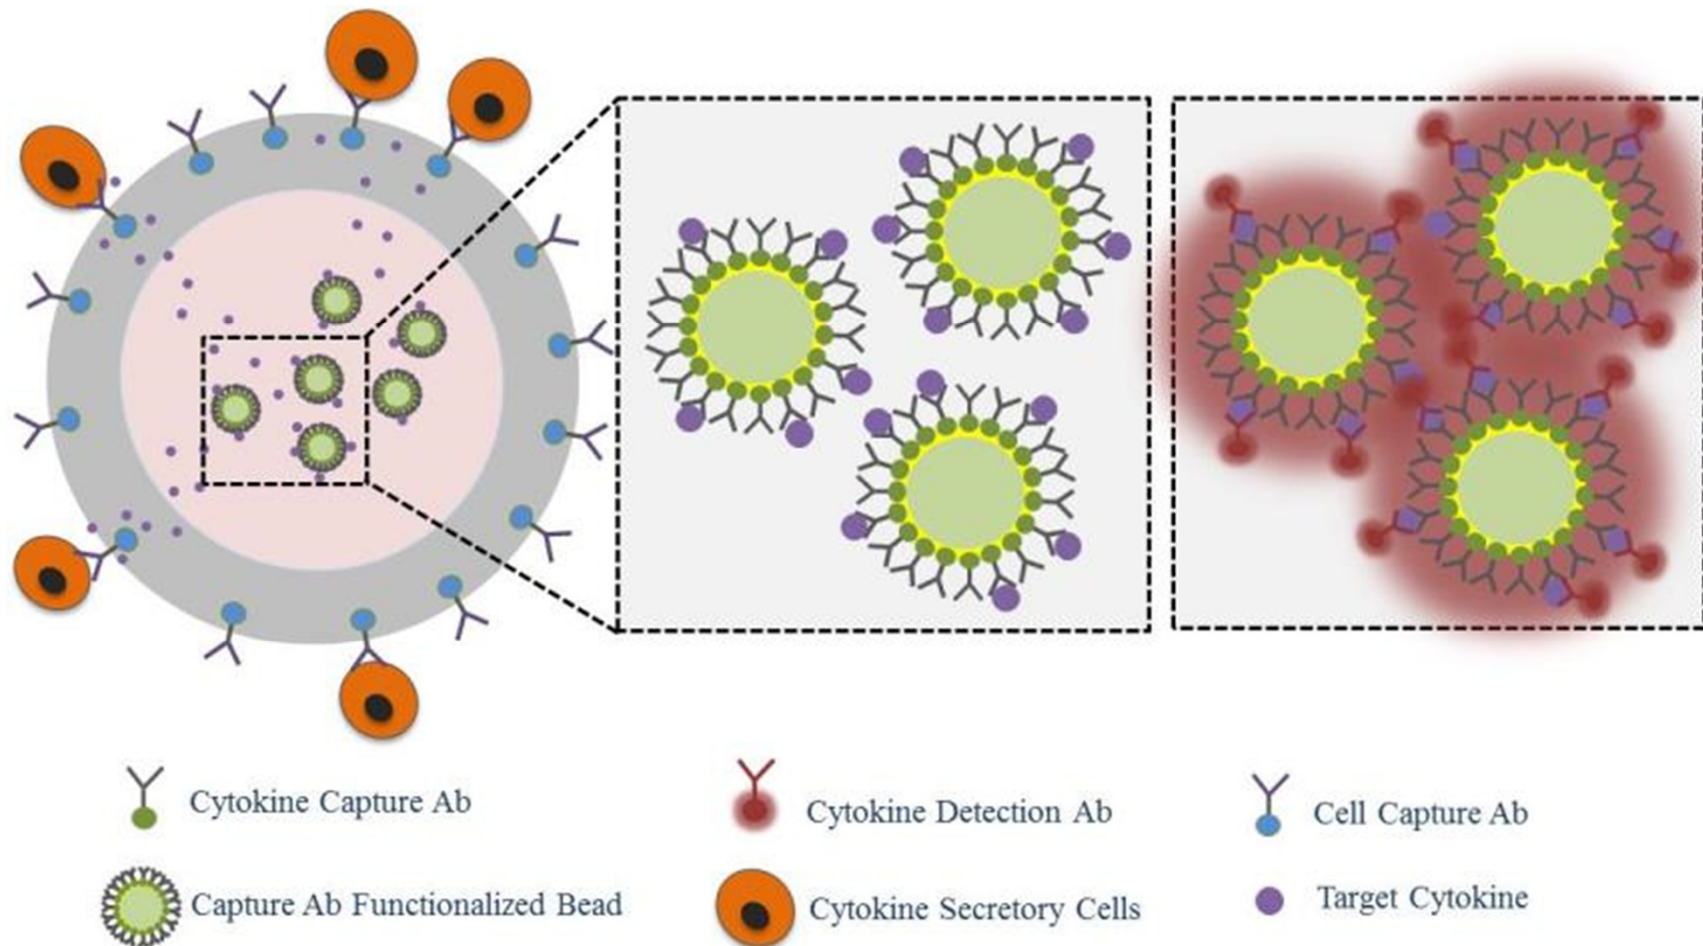 Cytokine Capture Ab
Cytokine Detection Ab
Cell Capture Ab
Capture Ab Functionalized Bead
Cytokine Secretory Cells
Target Cytokine